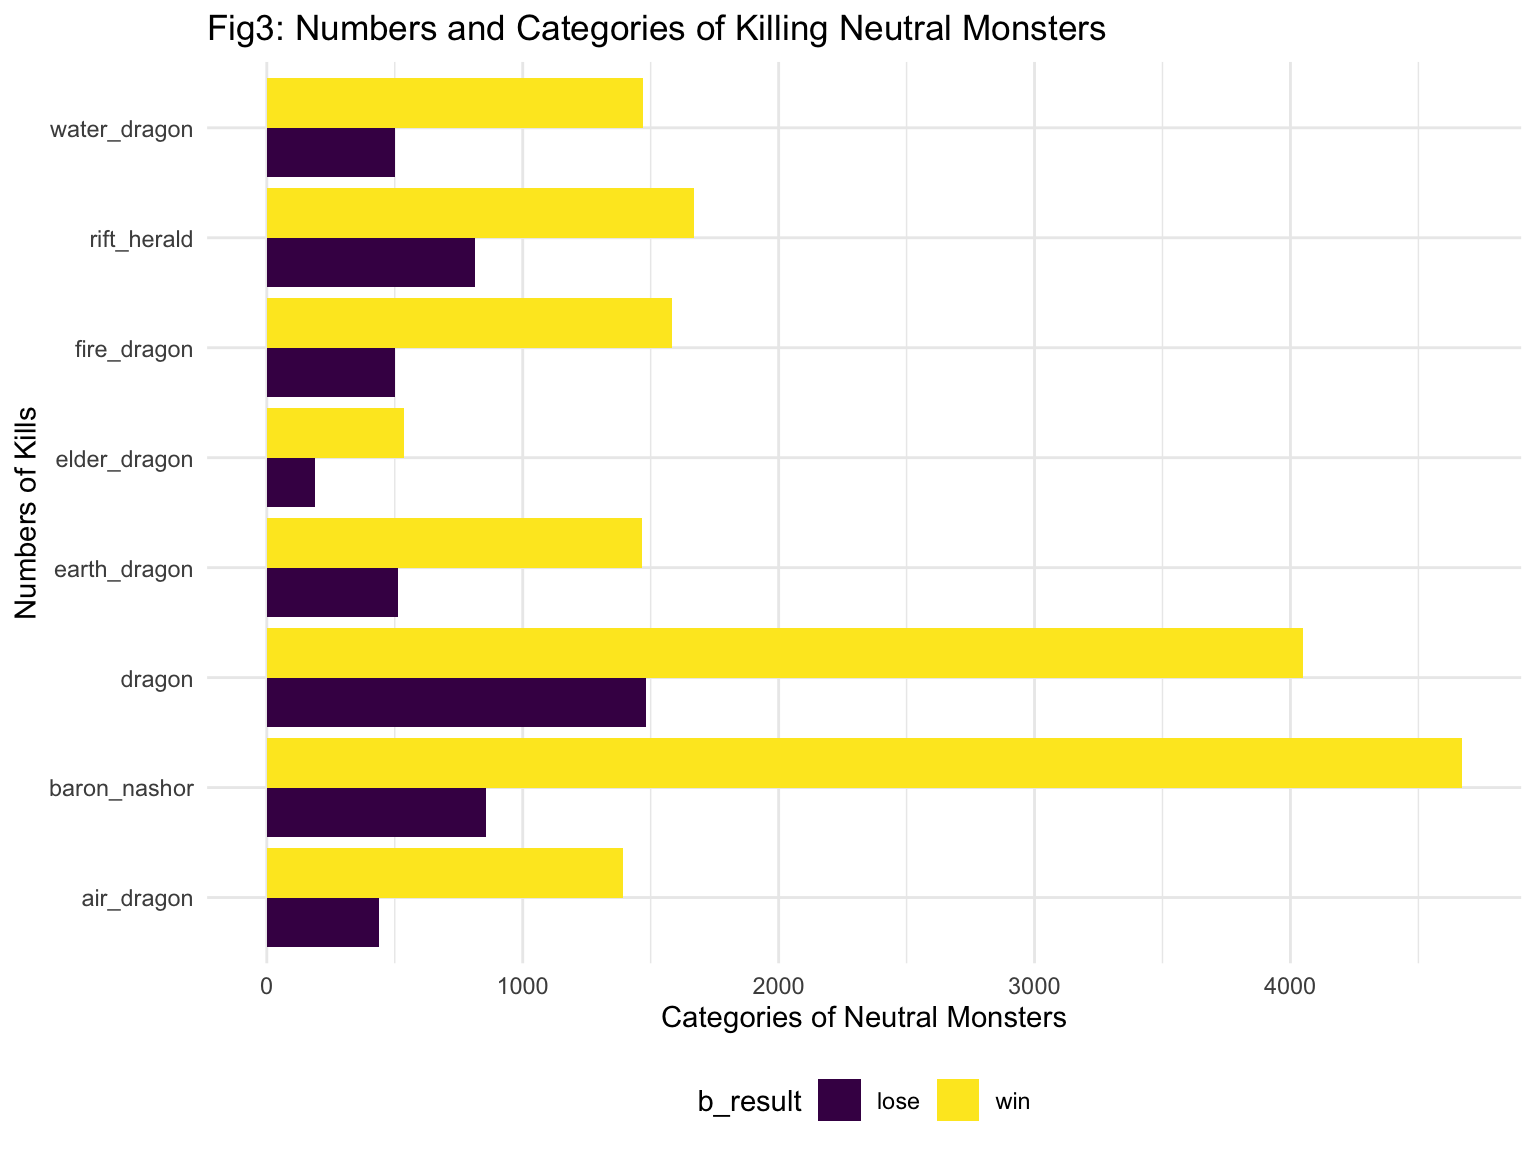 Fig3: Numbers and Categories of Killing Neutral Monsters
Numbers of Kills
water_dragon
rift_herald
fire_dragon
elder_dragon
earth_dragon
dragon
baron_nashor
air_dragon
0 1000 2000 3000 4000
Categories of Neutral Monsters
b_result lose win